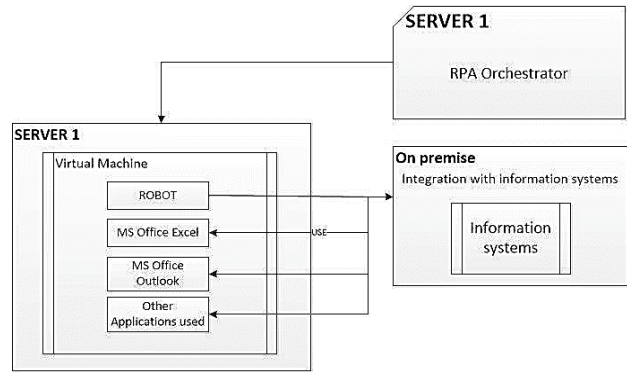 SERVER 1
RPA Orchestrator
SERVER 1
Virtual Machine
ROBOT
MS Office Excel
USE
MS Office
Outlook
Other
Applications used
On premise
Integration with information systems
Information
systems